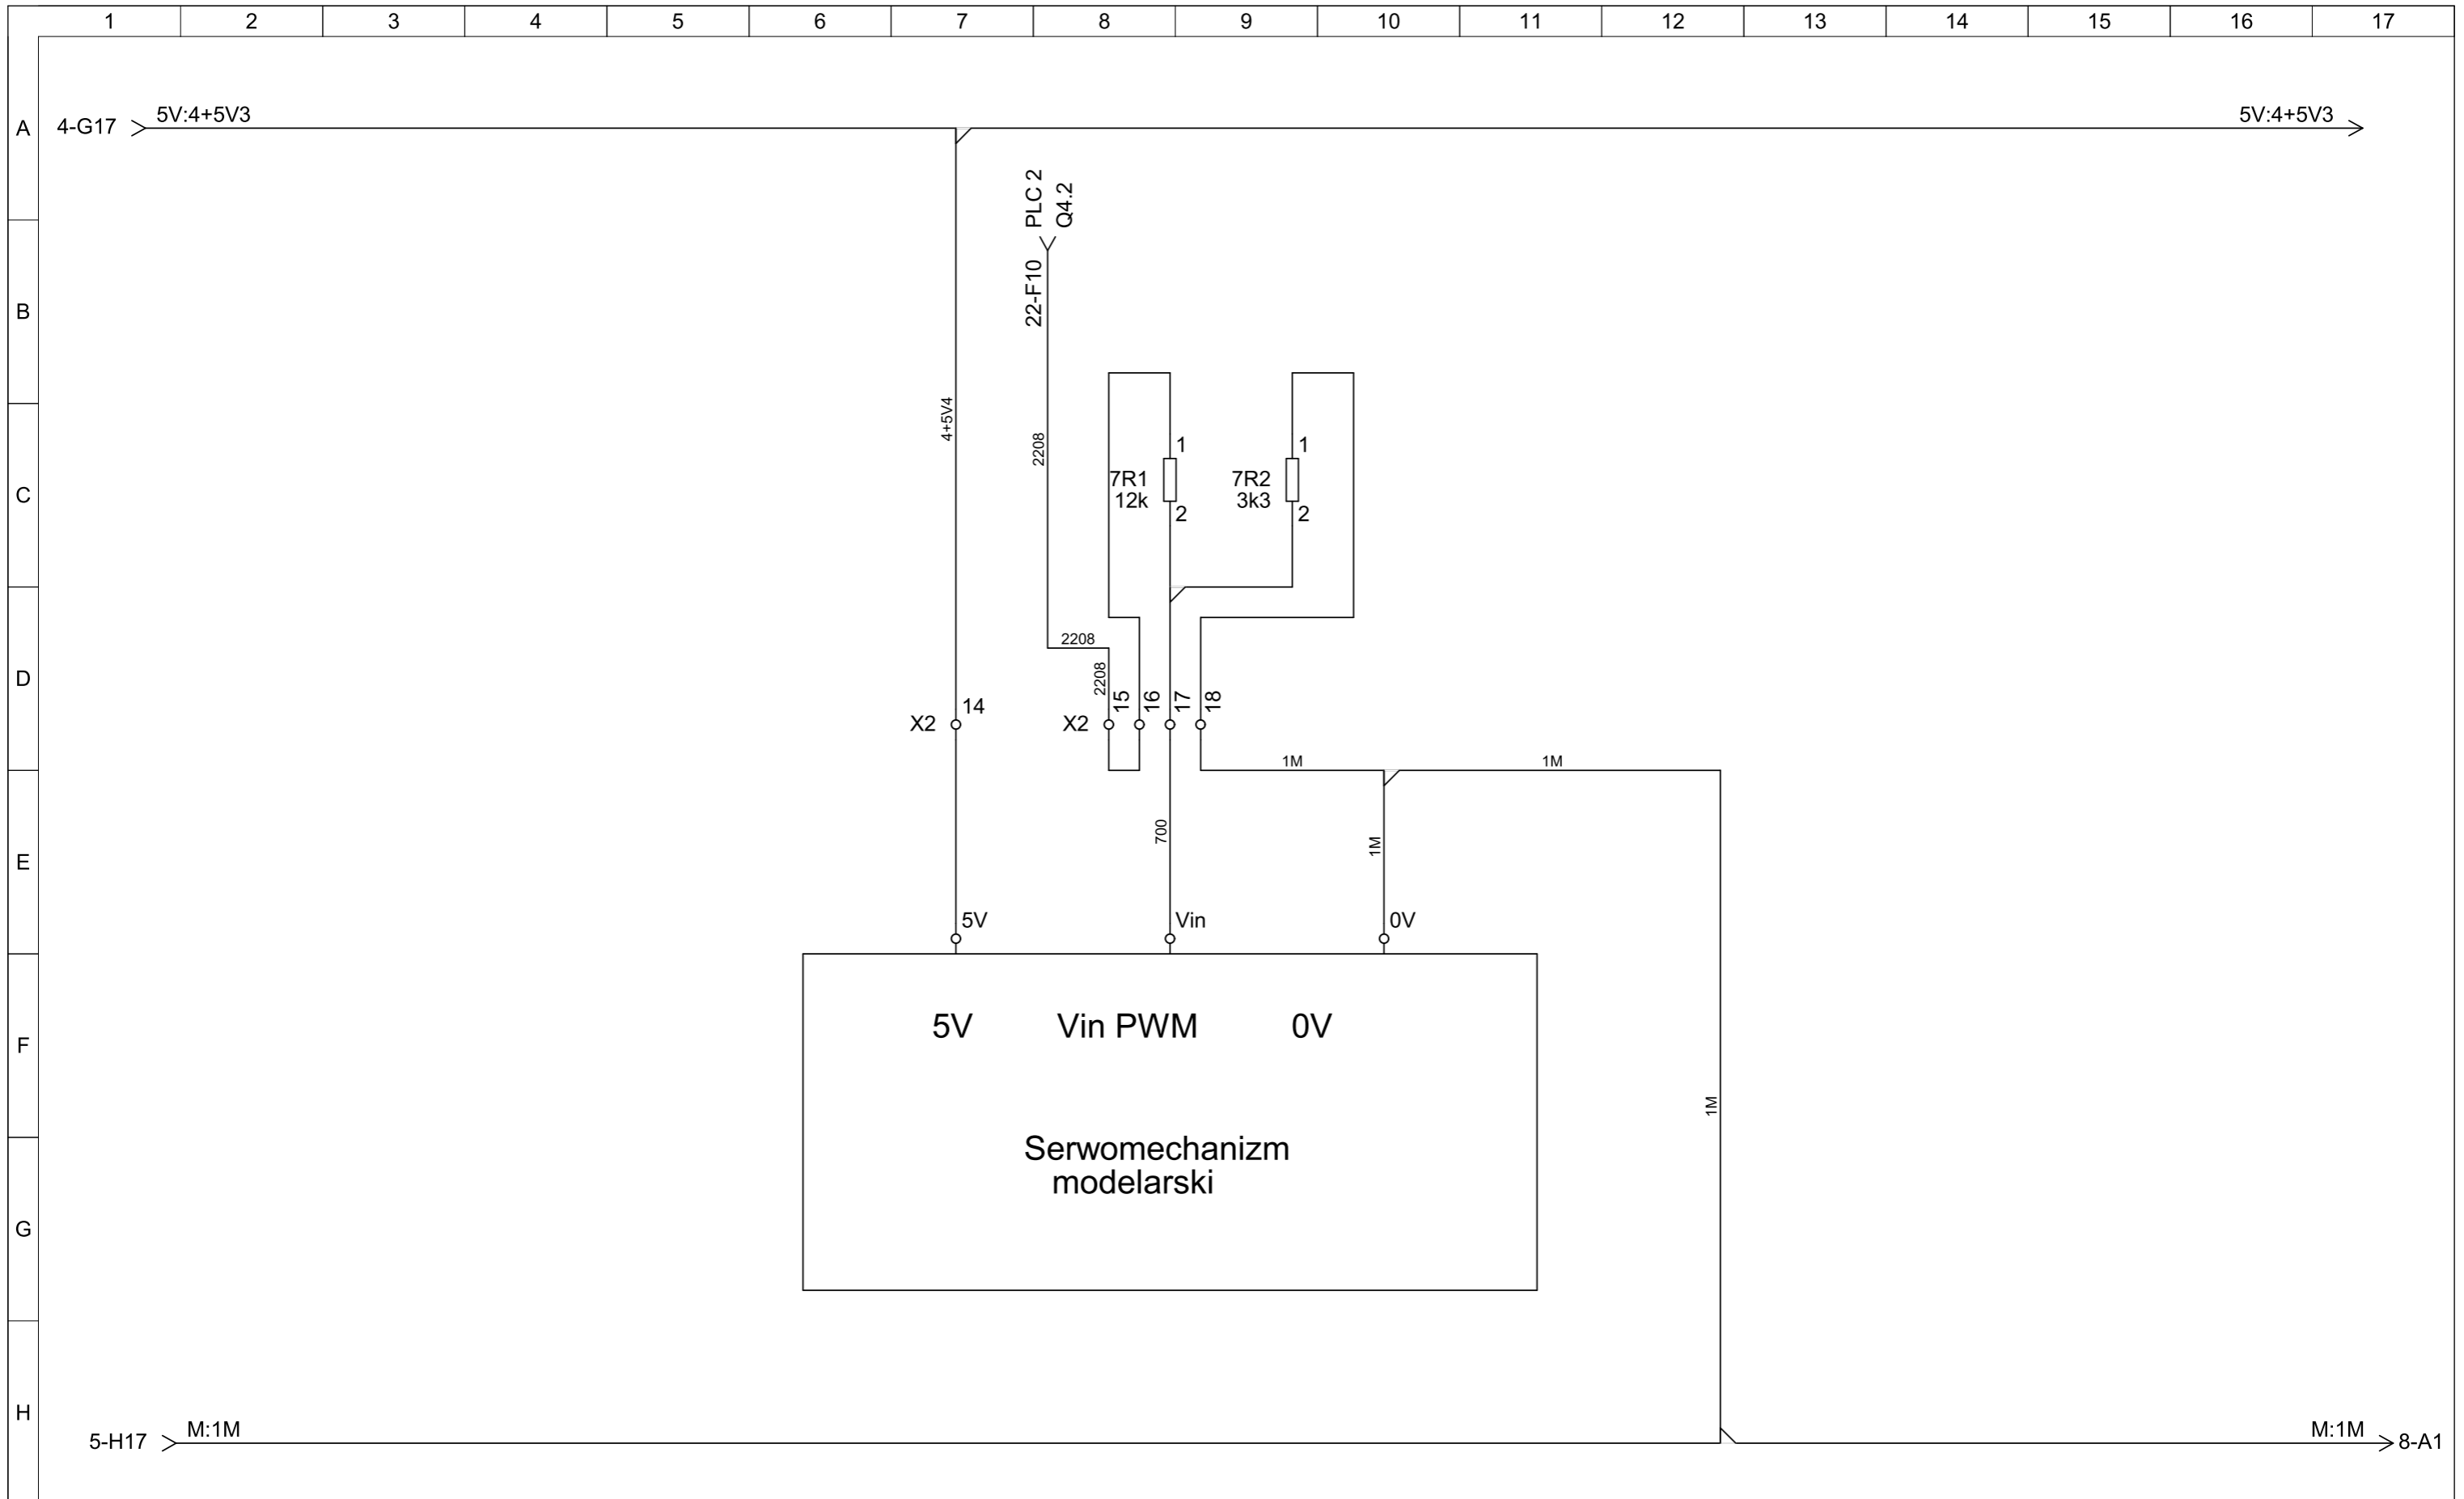 1 2 3 4 5 6 7 8 9 10 11 12 13 14 15 16 17
A
4-G17
5V:4+5V3
5V:4+5V3
PLC 2
Q4.2
B
22-F10
4+5V4
2208
C
1
7R1
12k
2
1
7R2
3k3
2
2208
D
2208
X2
14
X2
15
16
17
18
1M
1M
E
700
1M
5V
Vin
0V
F
5V
Vin PWM
0V
1M
G
Serwomechanizm
modelarski
H
5-H17
M:1M
M:1M
8-A1